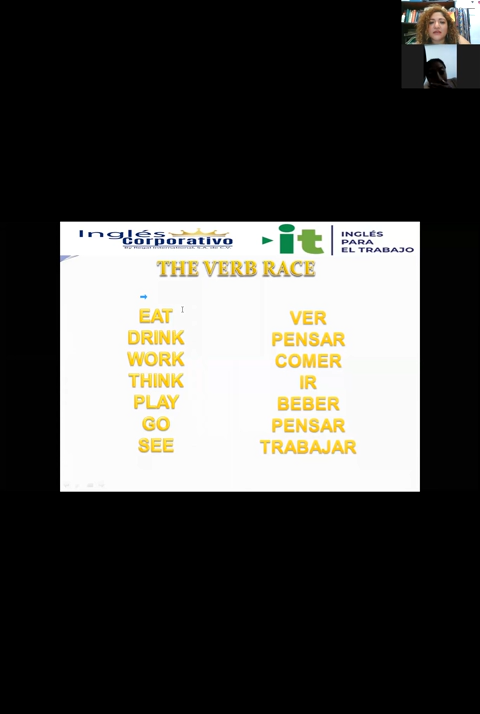 Inglés
Corporativo
it
INGLÉS
PARA
EL TRABAJO
THE VERB RACE
EAT
DRINK
WORK
THINK
PLAY
GO
SEE
VER
PENSAR
COMER
IR
BEBER
PENSAR
TRABAJAR